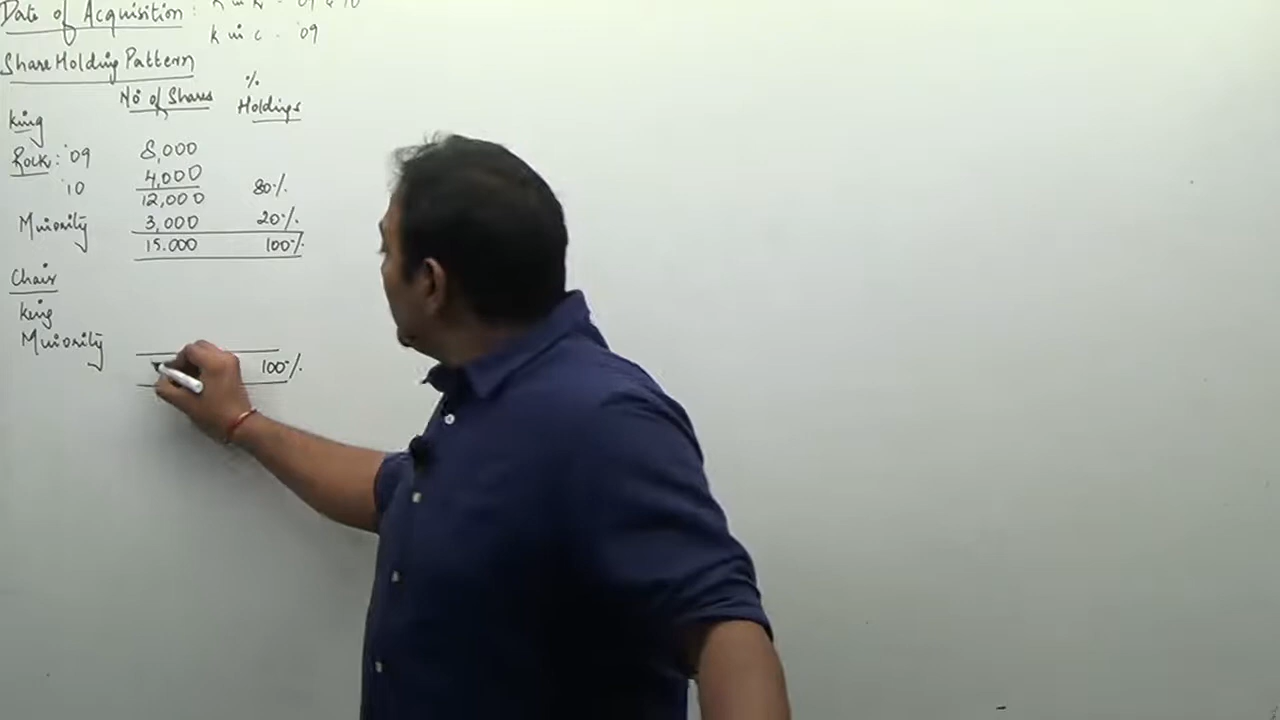 Date of Acquisition :
K in C - '09
Share Holding Pattern
No of Shares % Holdings
King
Rock : '09 8,000
'10 4,000
12,000 80%
Minority 3,000 20%
15.000 100%
Chair
King
Minority
100%